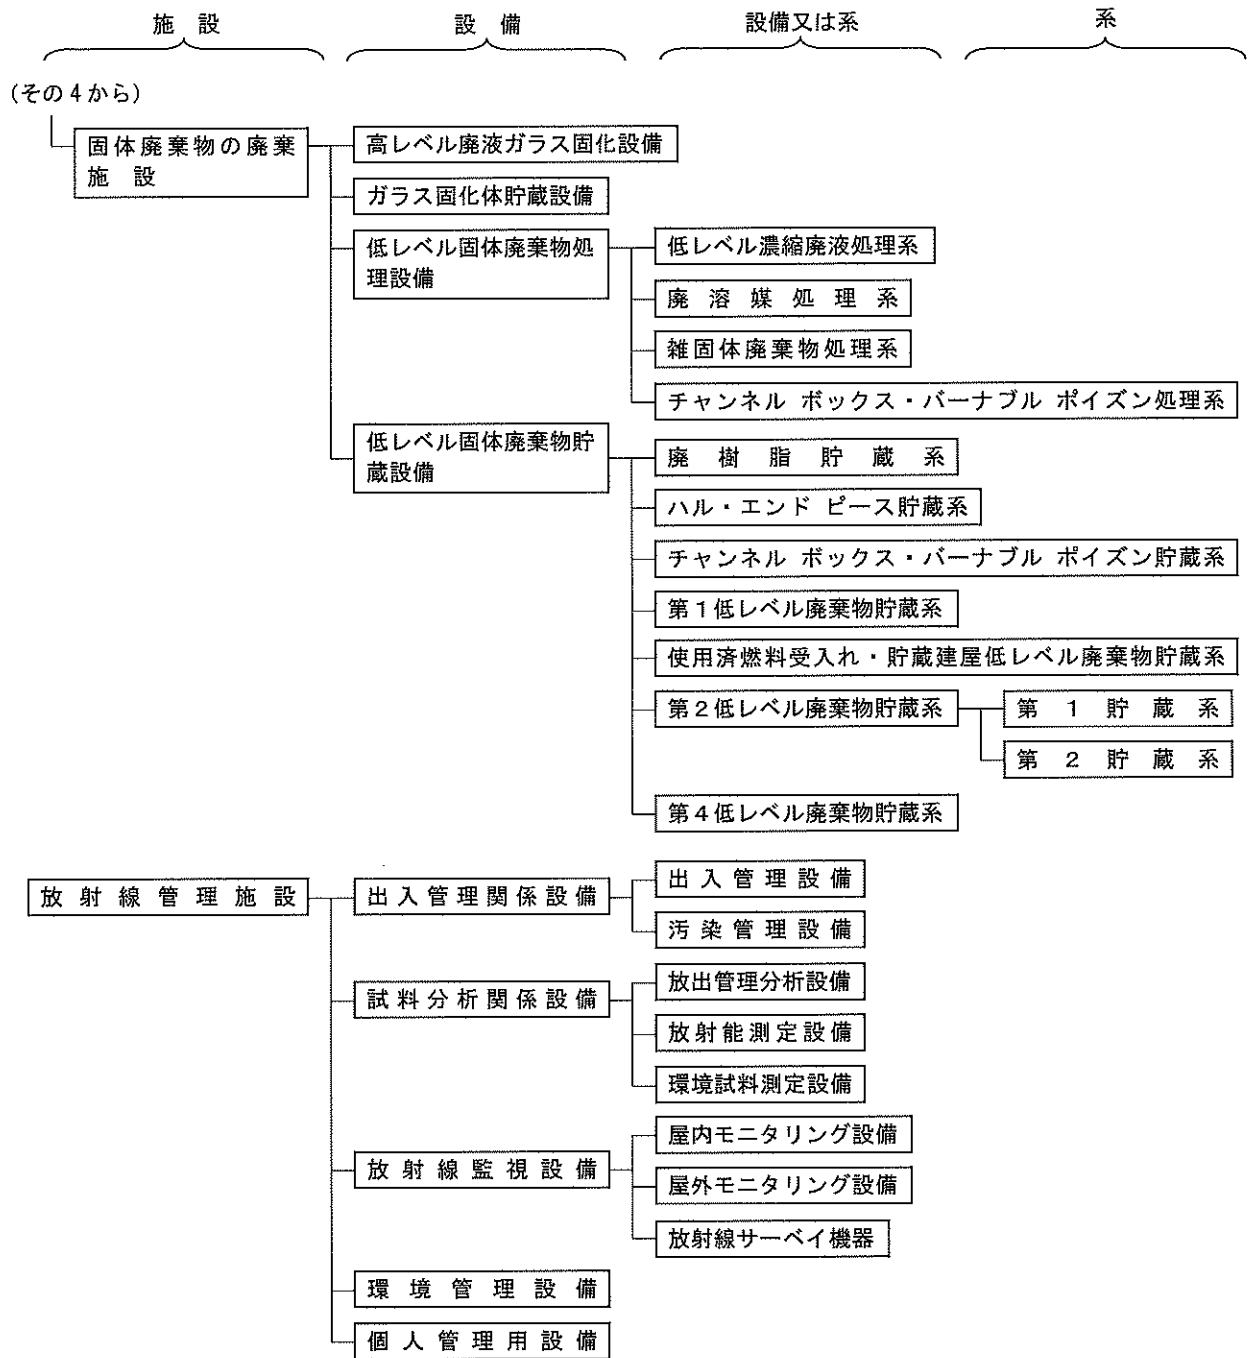 施設 設備 設備又は系 系
(その4から)
固体廃棄物の廃棄
施設
高レベル廃液ガラス固化設備
ガラス固化体貯蔵設備
低レベル固体廃棄物処
理設備
低レベル濃縮廃液処理系
廃溶媒処理系
雑固体廃棄物処理系
チャンネル ボックス・バーナブル ポイズン処理系
低レベル固体廃棄物貯
蔵設備
廃樹脂貯蔵系
ハル・エンド ピース貯蔵系
チャンネル ボックス・バーナブル ポイズン貯蔵系
第1低レベル廃棄物貯蔵系
使用済燃料受入れ・貯蔵建屋低レベル廃棄物貯蔵系
第2低レベル廃棄物貯蔵系
第1貯蔵系
第2貯蔵系
第4低レベル廃棄物貯蔵系
放射線管理施設
出入管理関係設備
出入管理設備
汚染管理設備
試料分析関係設備
放出管理分析設備
放射能測定設備
環境試料測定設備
放射線監視設備
屋内モニタリング設備
屋外モニタリング設備
放射線サーベイ機器
環境管理設備
個人管理用設備